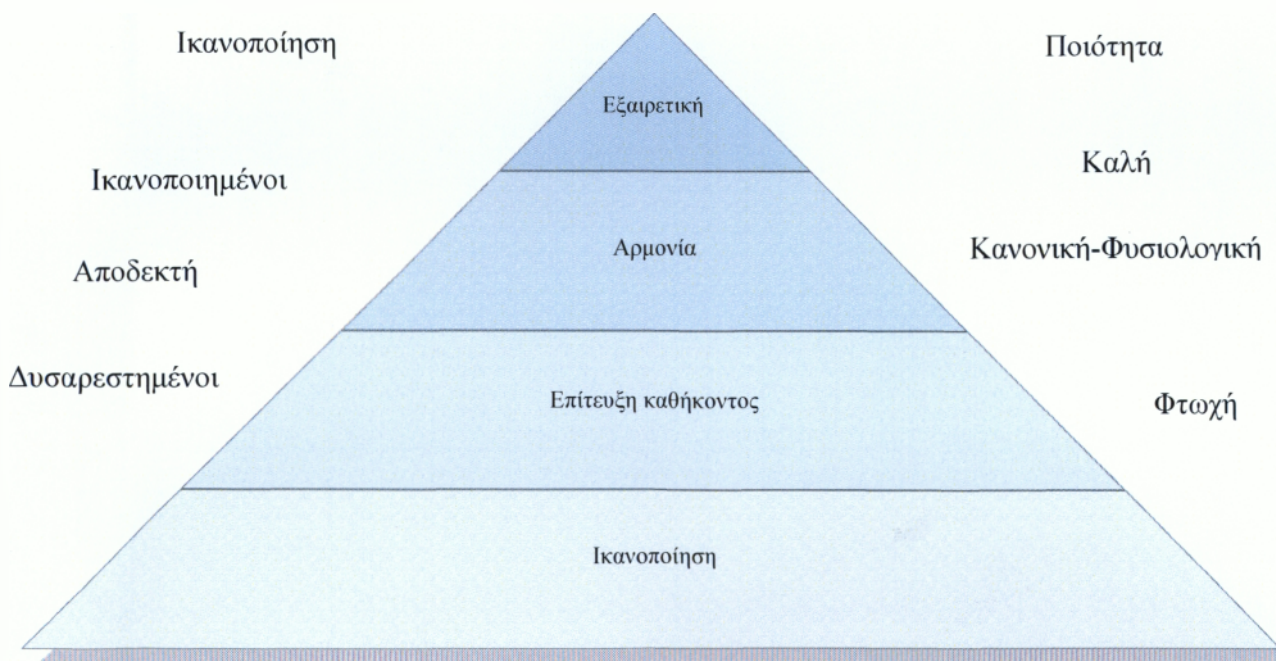 Ικανοποίηση
Ποιότητα
Εξαιρετική
Καλή
Ικανοποιημένοι
Αρμονία
Κανονική-Φυσιολογική
Αποδεκτή
Δυσαρεστημένοι
Επίτευξη καθήκοντος
Φτωχή
Ικανοποίηση